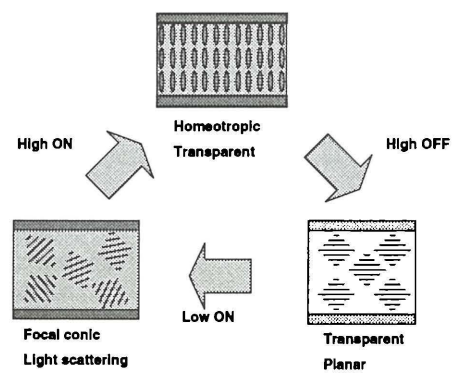 Homeotropic
Transparent
High ON
High OFF
Low ON
Focal conic
Light scattering
Transparent
Planar